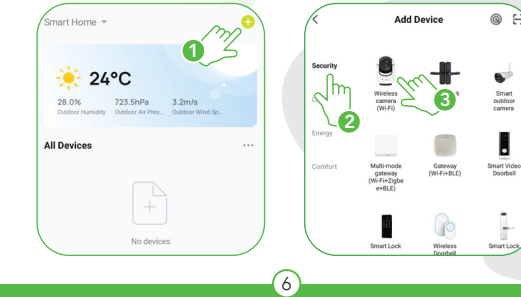 Smart Home
1
24°C
28.0%
Outdoor Humidity
723.5hPa
Outdoor Air Pres...
3.2m/s
Outdoor Wind Sp...
All Devices
...
No devices
Add Device
Security
2
3
Energy
Comfort
Wireless
camera
(Wi-Fi)
Smart
outdoor
camera
Multi-mode
gateway
(Wi-Fi+Zigbe
e+BLE)
Gateway
(Wi-Fi+BLE)
Smart Video
Doorbell
Smart Lock
Wireless
Doorbell
Smart Lock
6